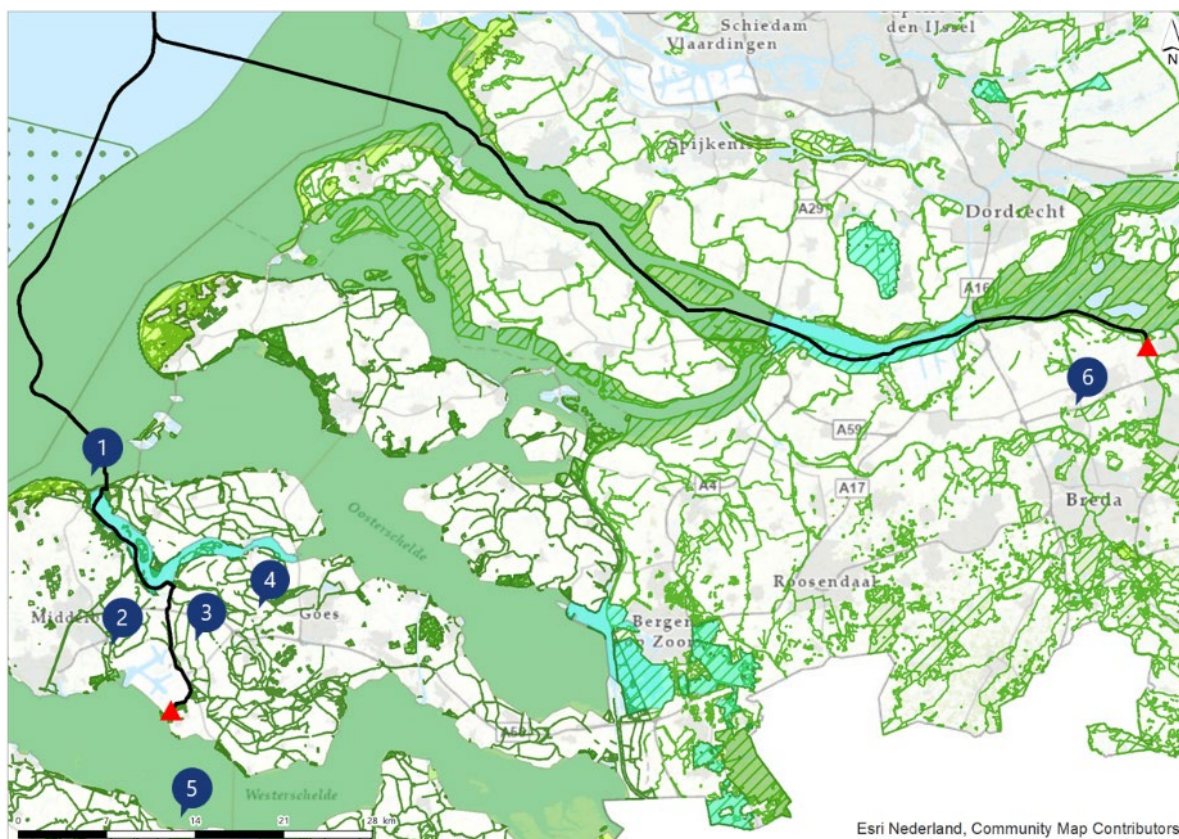 Schiedam
Vlaardingen
den IJssel
N
Spijkenisse
A29
Dordrecht
A16
6
A59
1
A4
A17
Breda
Oosterschelde
Roosendaal
4
2
3
Goes
Bergen
Zoom
5
Westerschelde
0 7 14 21 28 km
Esri Nederland, Community Map Contributors